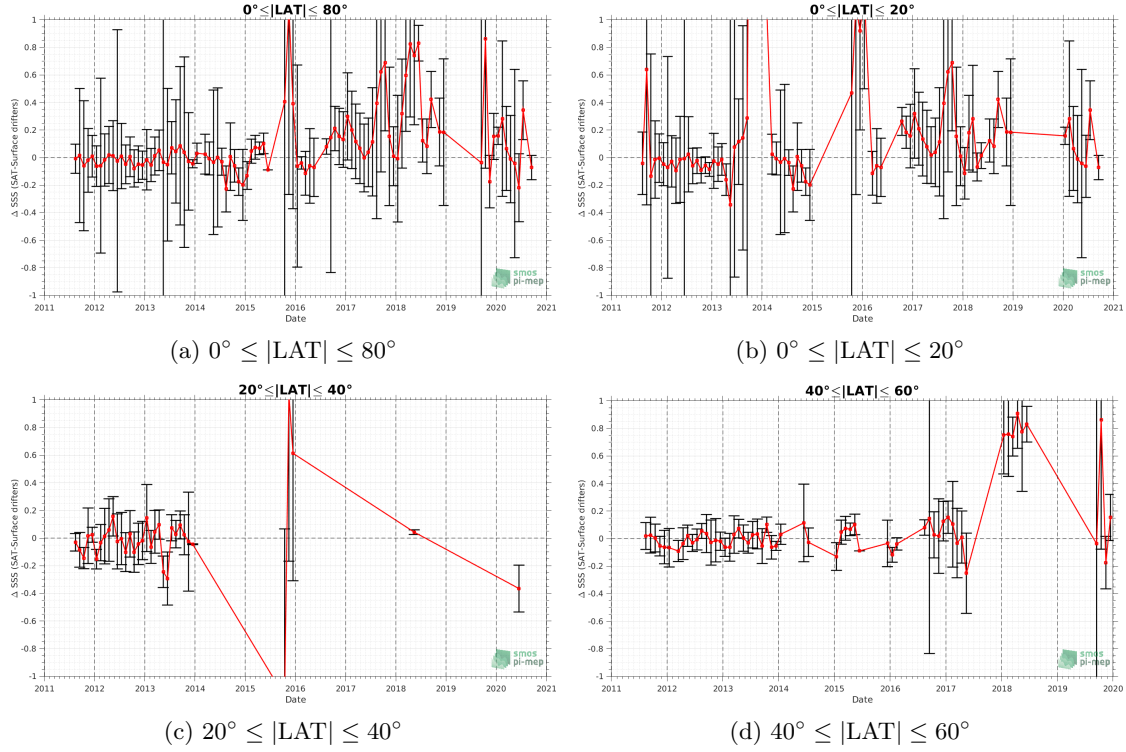 0°≤|LAT|≤ 80°
Δ SSS (SAT-Surface drifters)
1
0.8
0.6
0.4
0.2
0
-0.2
-0.4
-0.6
-0.8
-1
2011 2012 2013 2014 2015 2016 2017 2018 2019 2020 2021
Date
smos
pi-mep
(a) 0° ≤ |LAT| ≤ 80°
0°≤|LAT|≤ 20°
Δ SSS (SAT-Surface drifters)
1
0.8
0.6
0.4
0.2
0
-0.2
-0.4
-0.6
-0.8
-1
2011 2012 2013 2014 2015 2016 2017 2018 2019 2020 2021
Date
smos
pi-mep
(b) 0° ≤ |LAT| ≤ 20°
20°≤|LAT|≤ 40°
Δ SSS (SAT-Surface drifters)
1
0.8
0.6
0.4
0.2
0
-0.2
-0.4
-0.6
-0.8
-1
2011 2012 2013 2014 2015 2016 2017 2018 2019 2020 2021
Date
smos
pi-mep
(c) 20° ≤ |LAT| ≤ 40°
40°≤|LAT|≤ 60°
Δ SSS (SAT-Surface drifters)
1
0.8
0.6
0.4
0.2
0
-0.2
-0.4
-0.6
-0.8
-1
2011 2012 2013 2014 2015 2016 2017 2018 2019 2020
Date
smos
pi-mep
(d) 40° ≤ |LAT| ≤ 60°